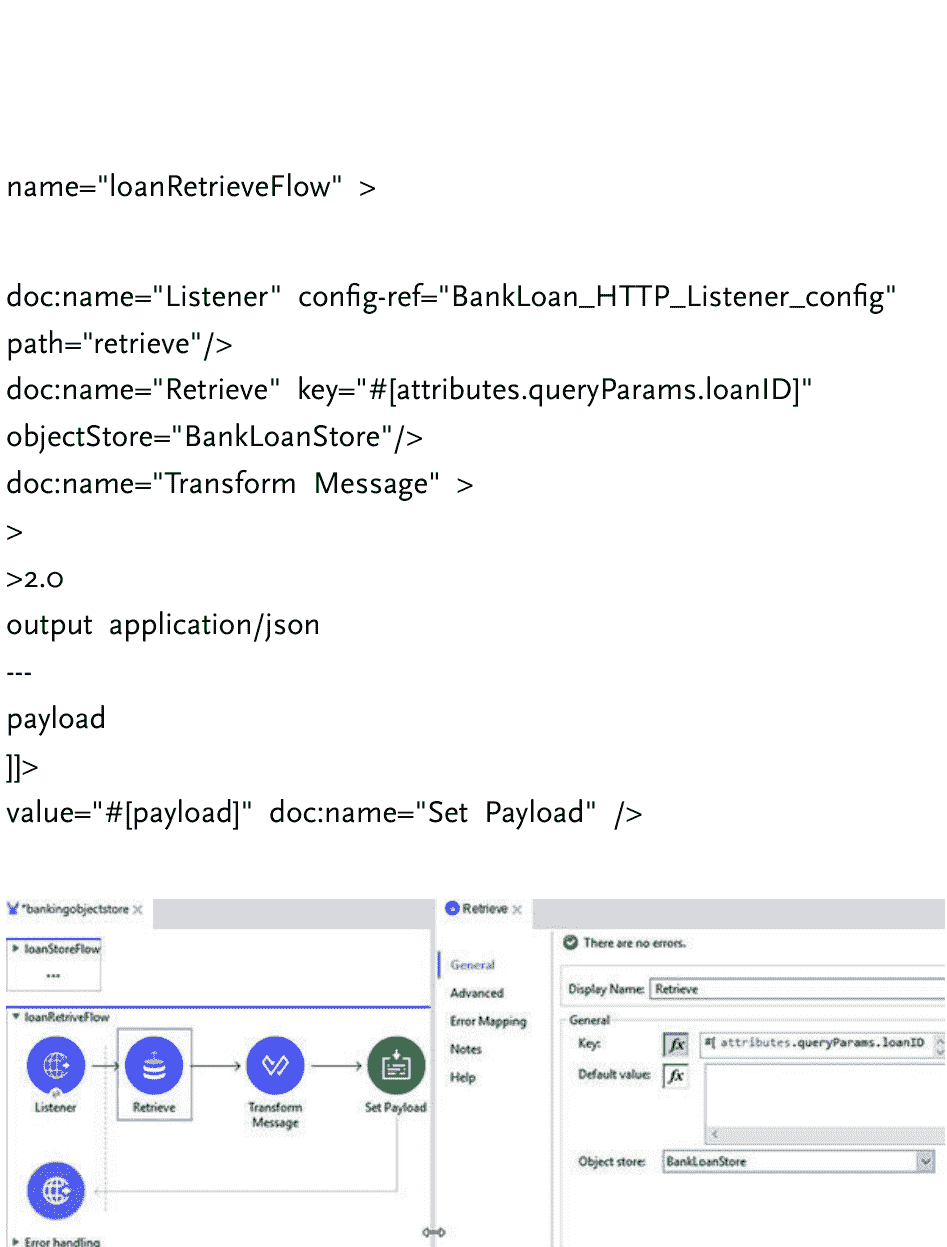 name="loanRetrieveFlow" >
doc:name="Listener" config-ref="BankLoan_HTTP_Listener_config"
path="retrieve"/>
doc:name="Retrieve" key="#[attributes.queryParams.loanID]"
objectStore="BankLoanStore"/>
doc:name="Transform Message" >
>
>2.0
output application/json
---
payload
]]>
value="#[payload]" doc:name="Set Payload" />
*bankingobjectstore
loanStoreFlow
...
loanRetriveFlow
Listener
Retrieve
Transform
Message
Set Payload
Error handling
Retrieve
General
Advanced
Error Mapping
Notes
Help
There are no errors.
Display Name: Retrieve
General
Key: fx #[ attributes.queryParams.loanID
Default value: fx
Object store: BankLoanStore